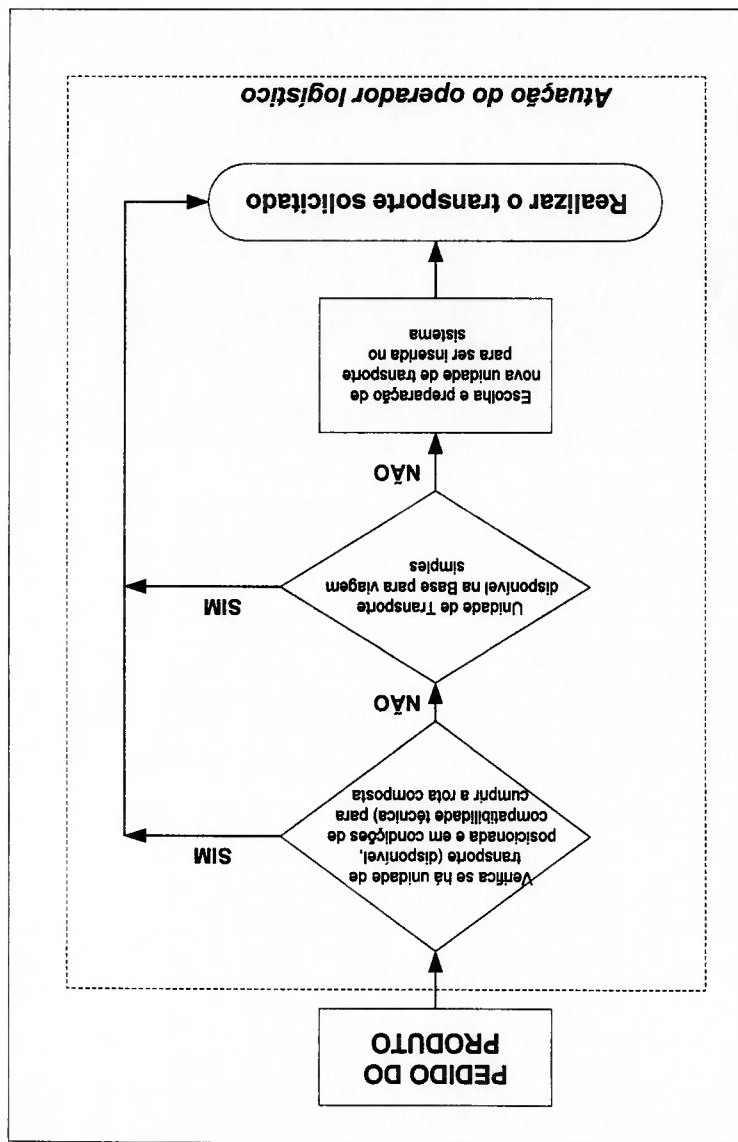 PEDIDO DO
PRODUTO
Verifica se há unidade de
transporte (disponível,
posicionada e em condições de
compatibilidade técnica) para
cumprir a rota composta
SIM
NÃO
Unidade de Transporte
disponível na Base para viagem
simples
SIM
NÃO
Escolha e preparação de
nova unidade de transporte
para ser inserida no
sistema
Realizar o transporte solicitado
Atuação do operador logístico